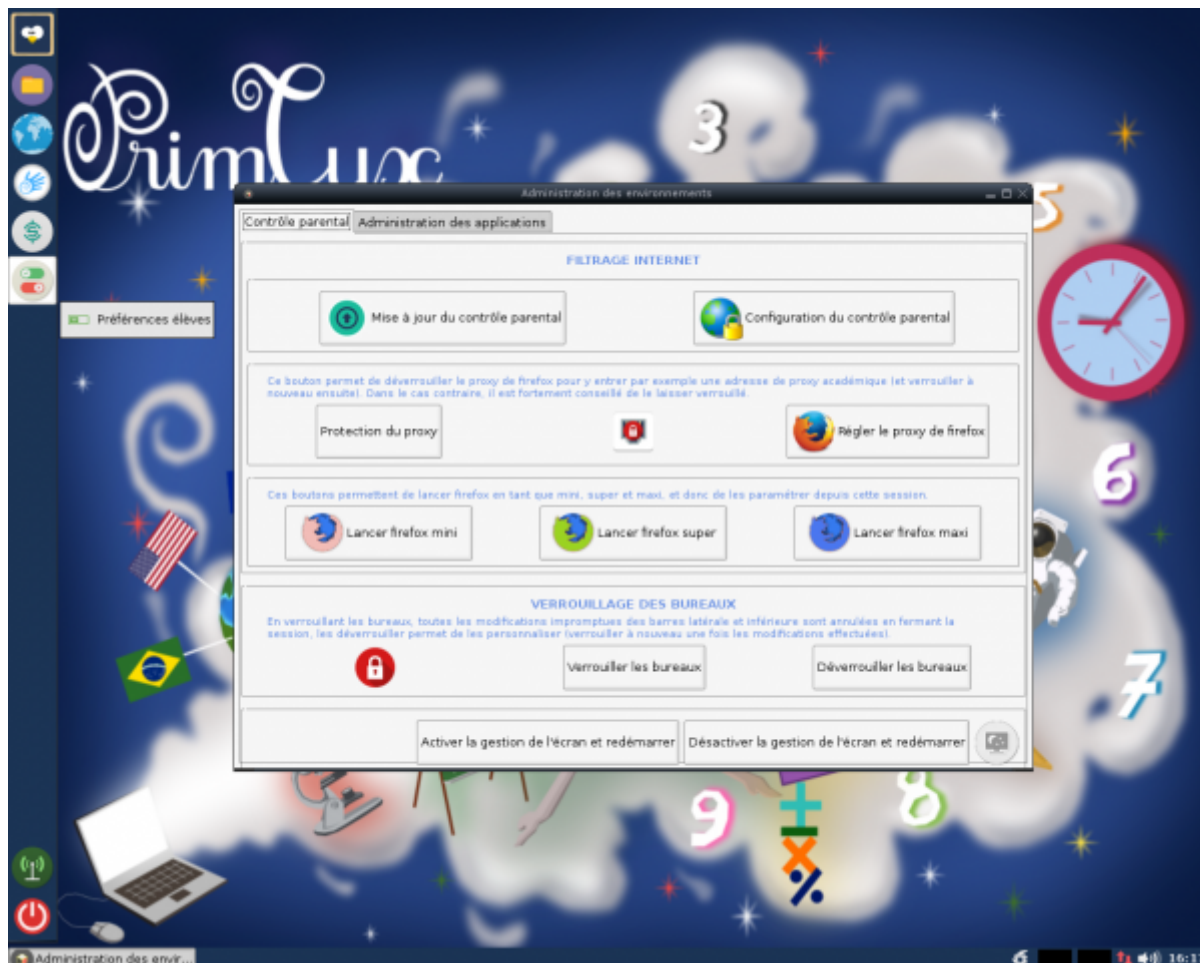 PrimTux
3
Administration des environnements
Contrôle parental
Administration des applications
5
FILTRAGE INTERNET
Mise à jour du contrôle parental
Configuration du contrôle parental
Préférences élèves
Ce bouton permet de déverrouiller le proxy de firefox pour y entrer par exemple une adresse de proxy académique (et verrouiller à
nouveau ensuite). Dans le cas contraire, il est fortement conseillé de le laisser verrouillé.
Protection du proxy
Régler le proxy de firefox
6
Ces boutons permettent de lancer firefox en tant que mini, super et maxi, et donc de les paramétrer depuis cette session.
Lancer firefox mini
Lancer firefox super
Lancer firefox maxi
VERROUILLAGE DES BUREAUX
En verrouillant les bureaux, toutes les modifications impromptues des barres latérale et inférieure sont annulées en fermant la
session, les déverrouiller permet de les personnaliser (verrouiller à nouveau une fois les modifications effectuées).
Verrouiller les bureaux
Déverrouiller les bureaux
7
Activer la gestion de l'écran et redémarrer
Désactiver la gestion de l'écran et redémarrer
8
9
±
×
%
Administration des envir...